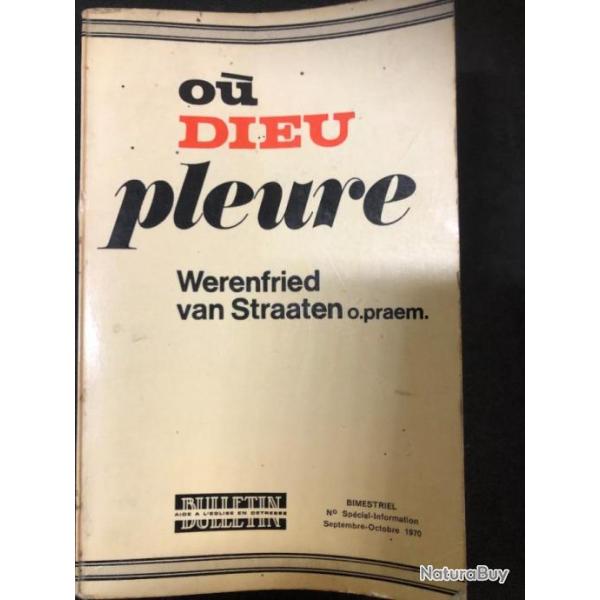 où
DIEU
pleure
Werenfried
van Straaten o.praem.
BULLETIN
AIDE A L'EGLISE EN DETRESSE
BIMESTRIEL
No Spécial-Information
Septembre-Octobre 1970
NaturaBuy